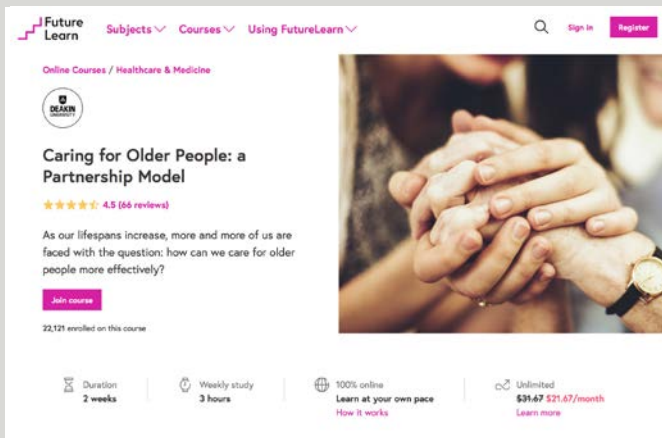 Future
Learn
Subjects Courses Using FutureLearn
Sign in Register
Online Courses / Healthcare & Medicine
DEAKIN
UNIVERSITY
Caring for Older People: a
Partnership Model
4.5 (66 reviews)
As our lifespans increase, more and more of us are
faced with the question: how can we care for older
people more effectively?
Join course
22,121 enrolled on this course
Duration
2 weeks
Weekly study
3 hours
100% online
Learn at your own pace
How it works
Unlimited
$31.67 $21.67/month
Learn more